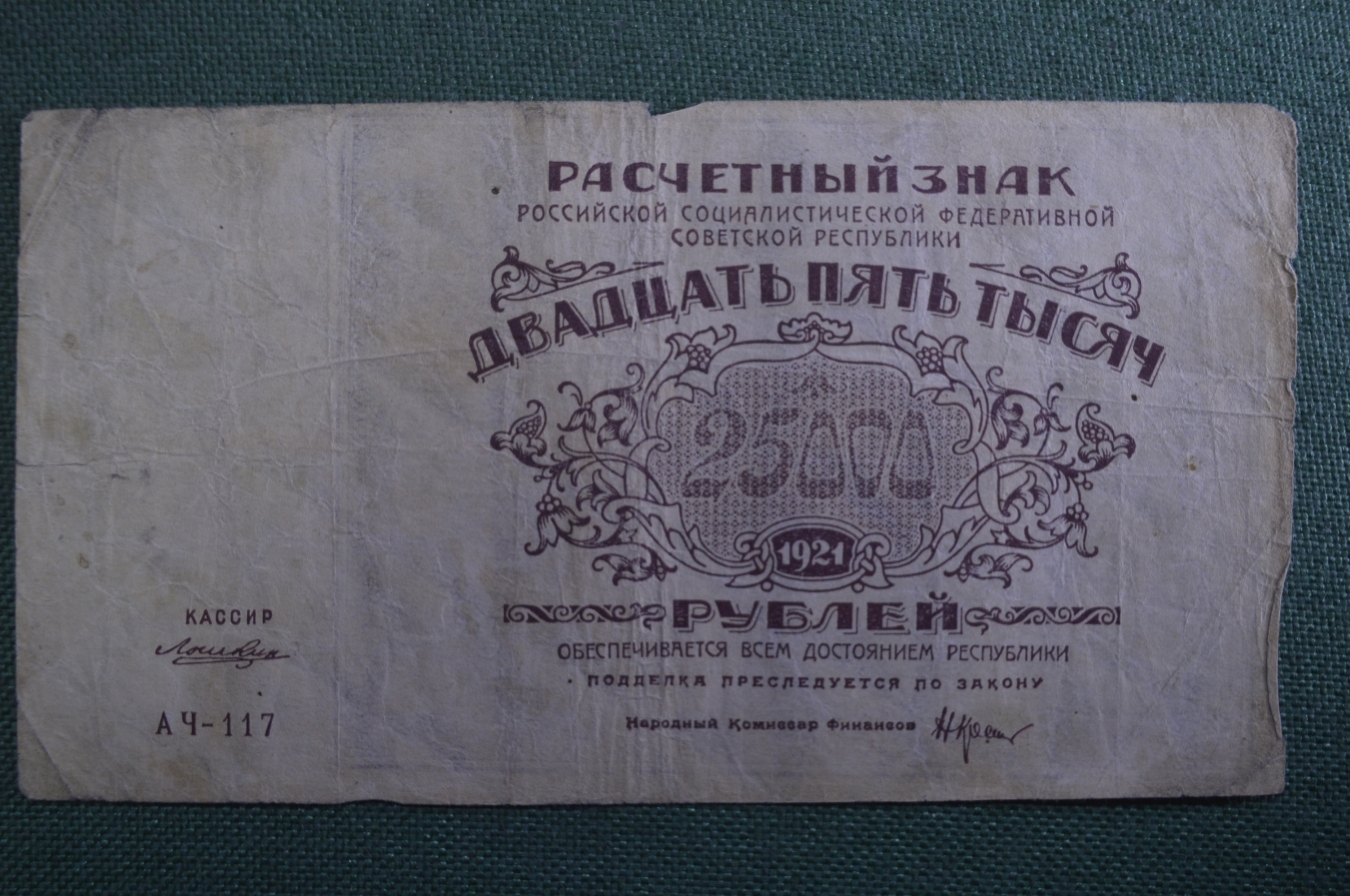 РАСЧЕТНЫЙ ЗНАК
РОССИЙСКОЙ СОЦИАЛИСТИЧЕСКОЙ ФЕДЕРАТИВНОЙ
СОВЕТСКОЙ РЕСПУБЛИКИ
ДВАДЦАТЬ ПЯТЬ ТЫСЯЧ
25000
1921
РУБЛЕЙ
ОБЕСПЕЧИВАЕТСЯ ВСЕМ ДОСТОЯНИЕМ РЕСПУБЛИКИ
ПОДДЕЛКА ПРЕСЛЕДУЕТСЯ ПО ЗАКОНУ
Народный Комиссар Финансов
КАССИР
АЧ-117